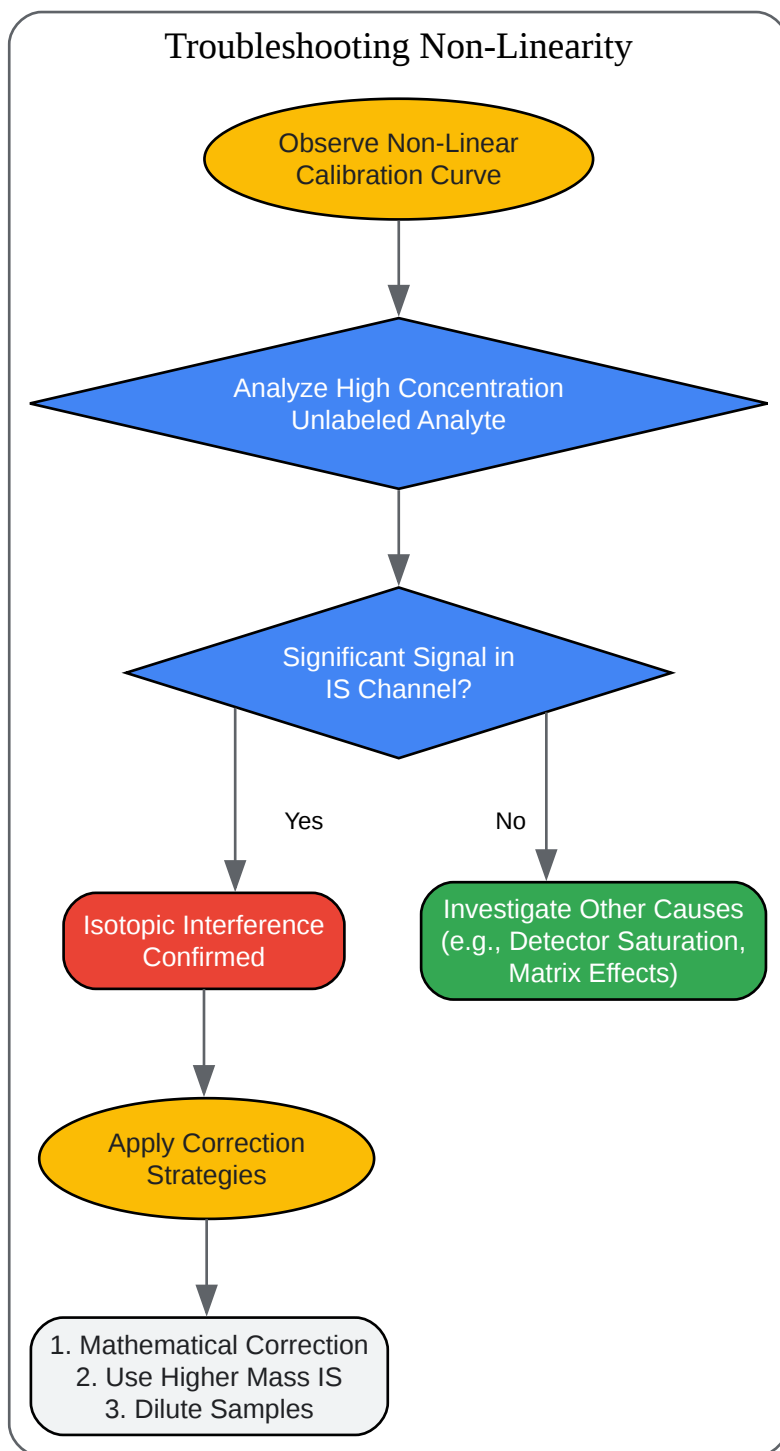 Troubleshooting Non-Linearity
Observe Non-Linear
Calibration Curve
Analyze High Concentration
Unlabeled Analyte
Significant Signal in
IS Channel?
Yes
No
Isotopic Interference
Confirmed
Investigate Other Causes
(e.g., Detector Saturation,
Matrix Effects)
Apply Correction
Strategies
1. Mathematical Correction
2. Use Higher Mass IS
3. Dilute Samples